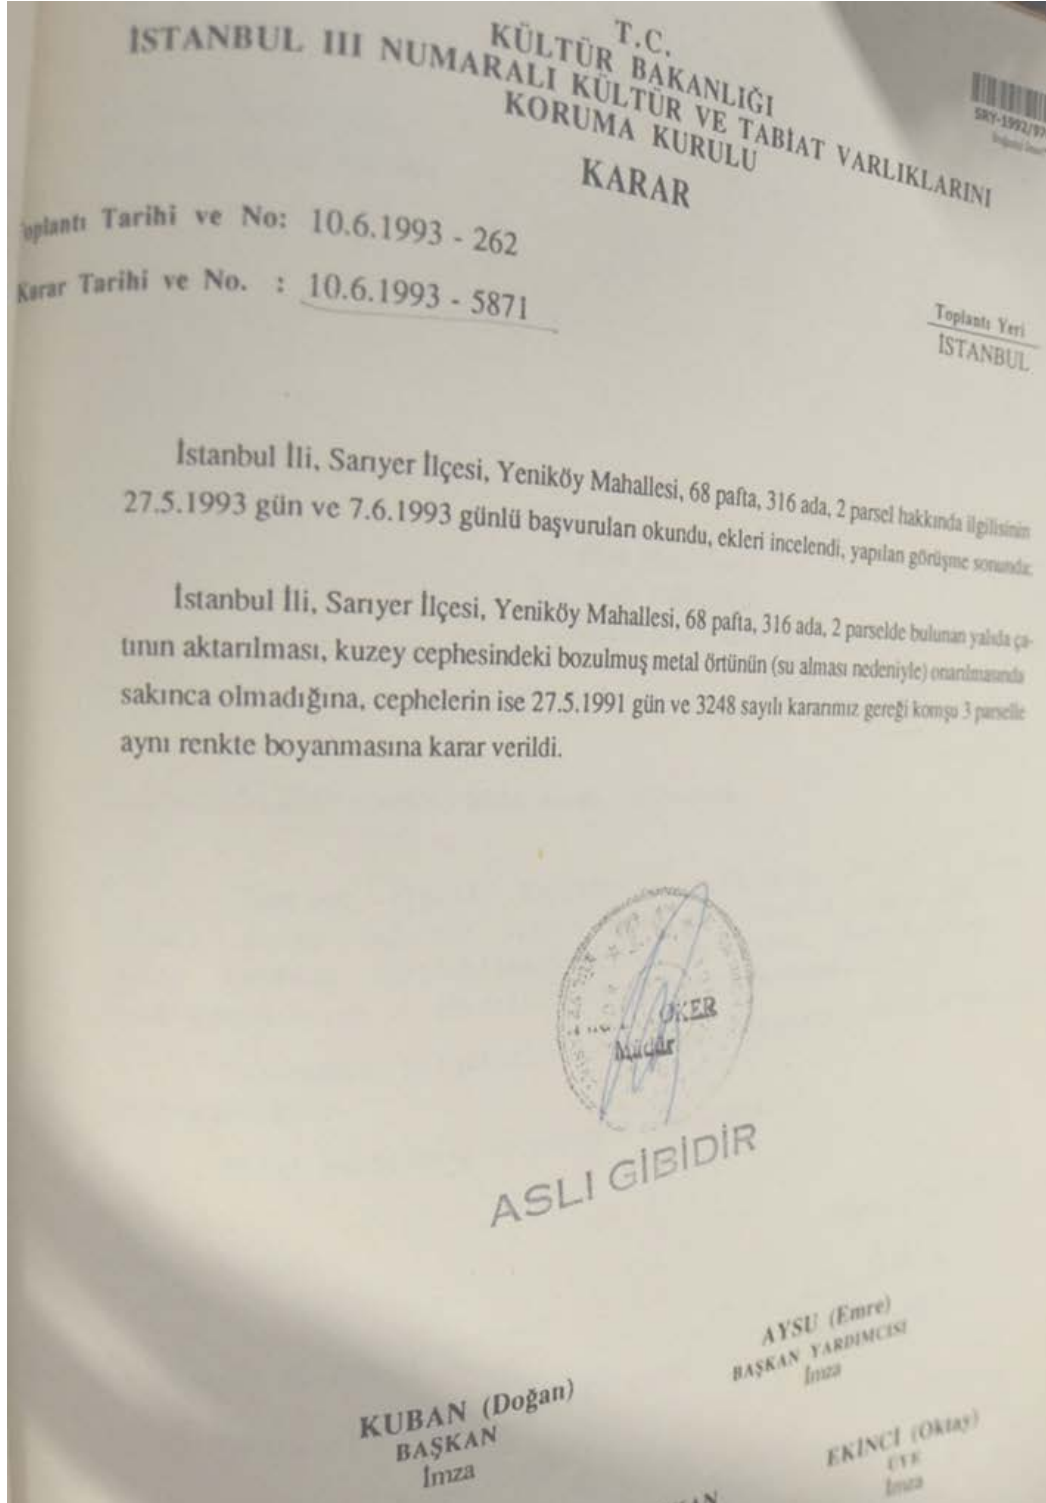 T.C.
KÜLTÜR BAKANLIĞI
İSTANBUL III NUMARALI KÜLTÜR VE TABİAT VARLIKLARINI
KORUMA KURULU
KARAR
SRY-1992/97
Toplantı Tarihi ve No: 10.6.1993 - 262
Karar Tarihi ve No. : 10.6.1993 - 5871
Toplantı Yeri
İSTANBUL
İstanbul İli, Sarıyer İlçesi, Yeniköy Mahallesi, 68 pafta, 316 ada, 2 parsel hakkında ilgilisinin
27.5.1993 gün ve 7.6.1993 günlü başvuruları okundu, ekleri incelendi, yapılan görüşme sonunda;
İstanbul İli, Sarıyer İlçesi, Yeniköy Mahallesi, 68 pafta, 316 ada, 2 parselde bulunan yalıda ça-
tının aktarılması, kuzey cephesindeki bozulmuş metal örtünün (su alması nedeniyle) onarılmasında
sakınca olmadığına, cephelerin ise 27.5.1991 gün ve 3248 sayılı kararımız gereği komşu 3 parselle
aynı renkte boyanmasına karar verildi.
OKER
Müdür
ASLI GİBİDİR
AYSU (Emre)
BAŞKAN YARDIMCISI
İmza
KUBAN (Doğan)
BAŞKAN
İmza
EKİNCİ (Oktay)
ÜYE
İmza